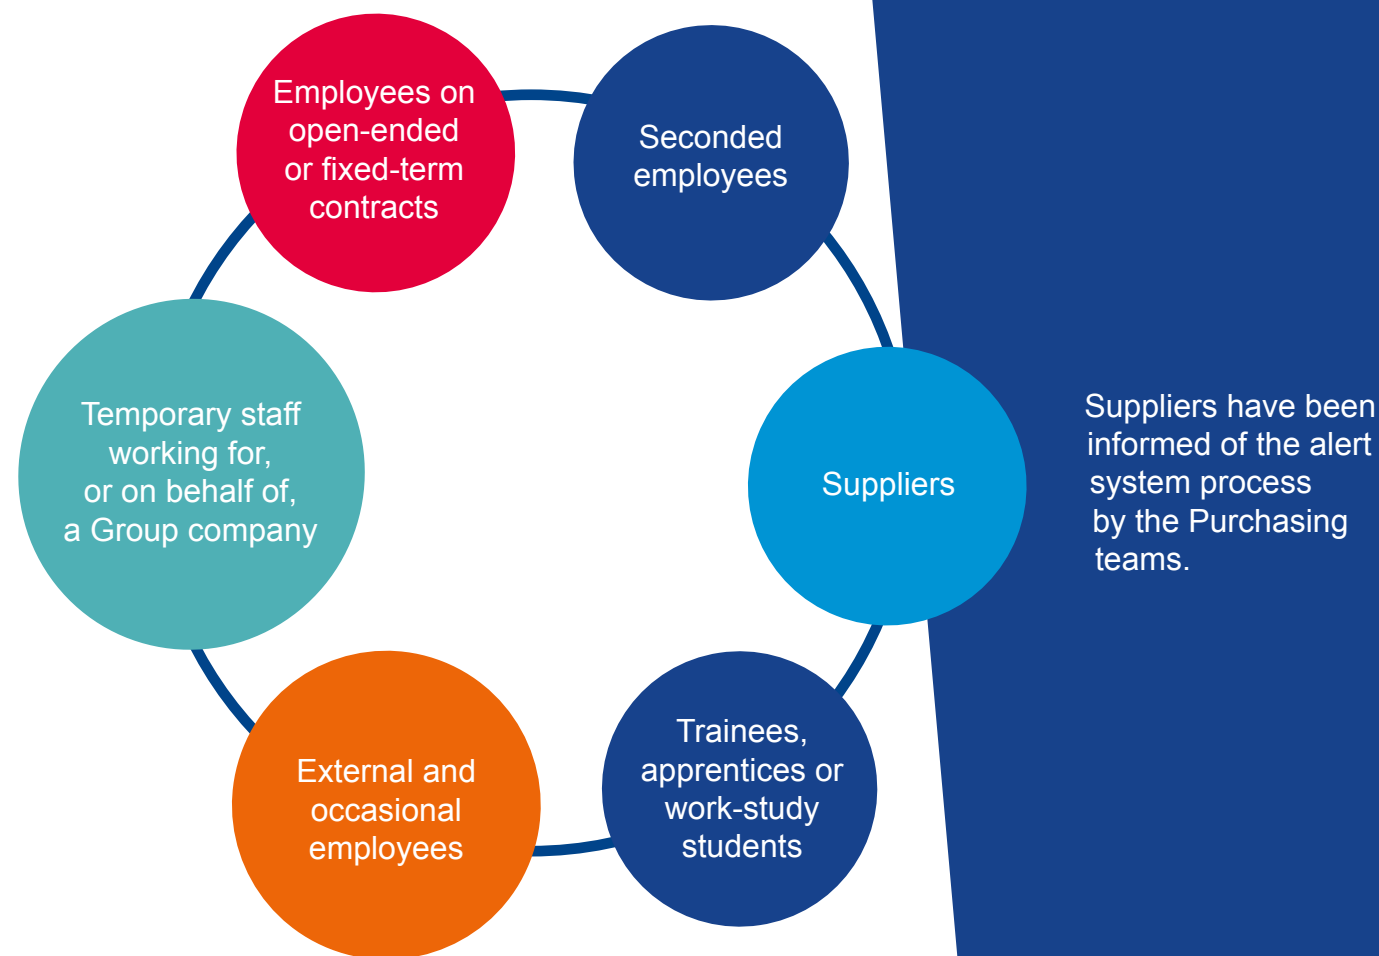 Employees on
open-ended
or fixed-term
contracts
Seconded
employees
Temporary staff
working for,
or on behalf of,
a Group company
Suppliers
Suppliers have been
informed of the alert
system process
by the Purchasing
teams.
External and
occasional
employees
Trainees,
apprentices or
work-study
students